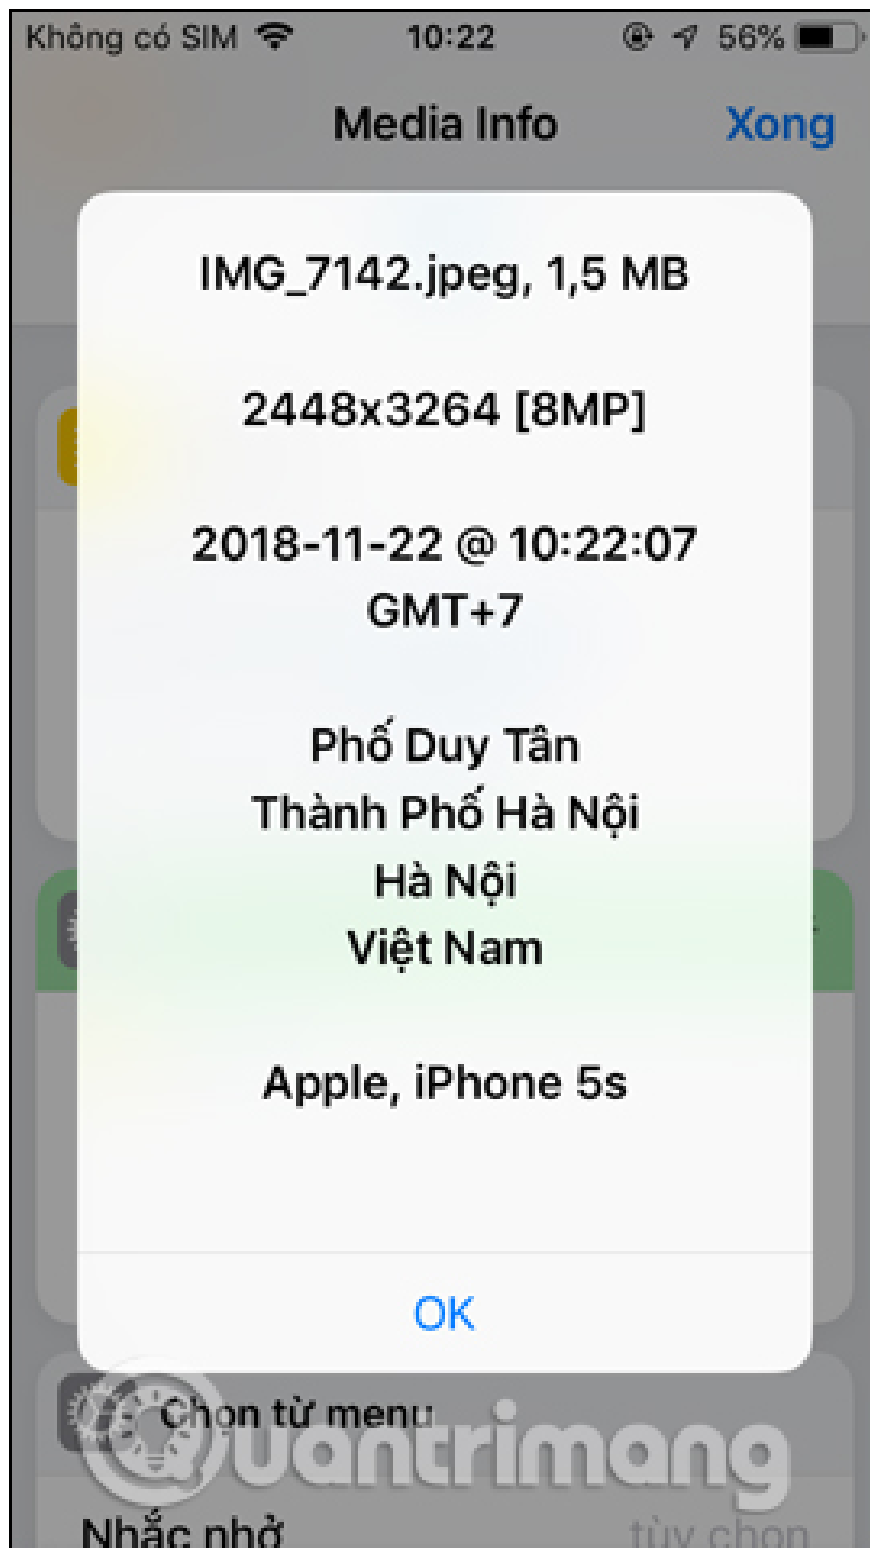 Không có SIM 10:22 56%
Media Info Xong
IMG_7142.jpeg, 1,5 MB
2448x3264 [8MP]
2018-11-22 @ 10:22:07
GMT+7
Phố Duy Tân
Thành Phố Hà Nội
Hà Nội
Việt Nam
Apple, iPhone 5s
OK
Chọn từ menu
Quantrimang
Nhắc nhở tùy chọn